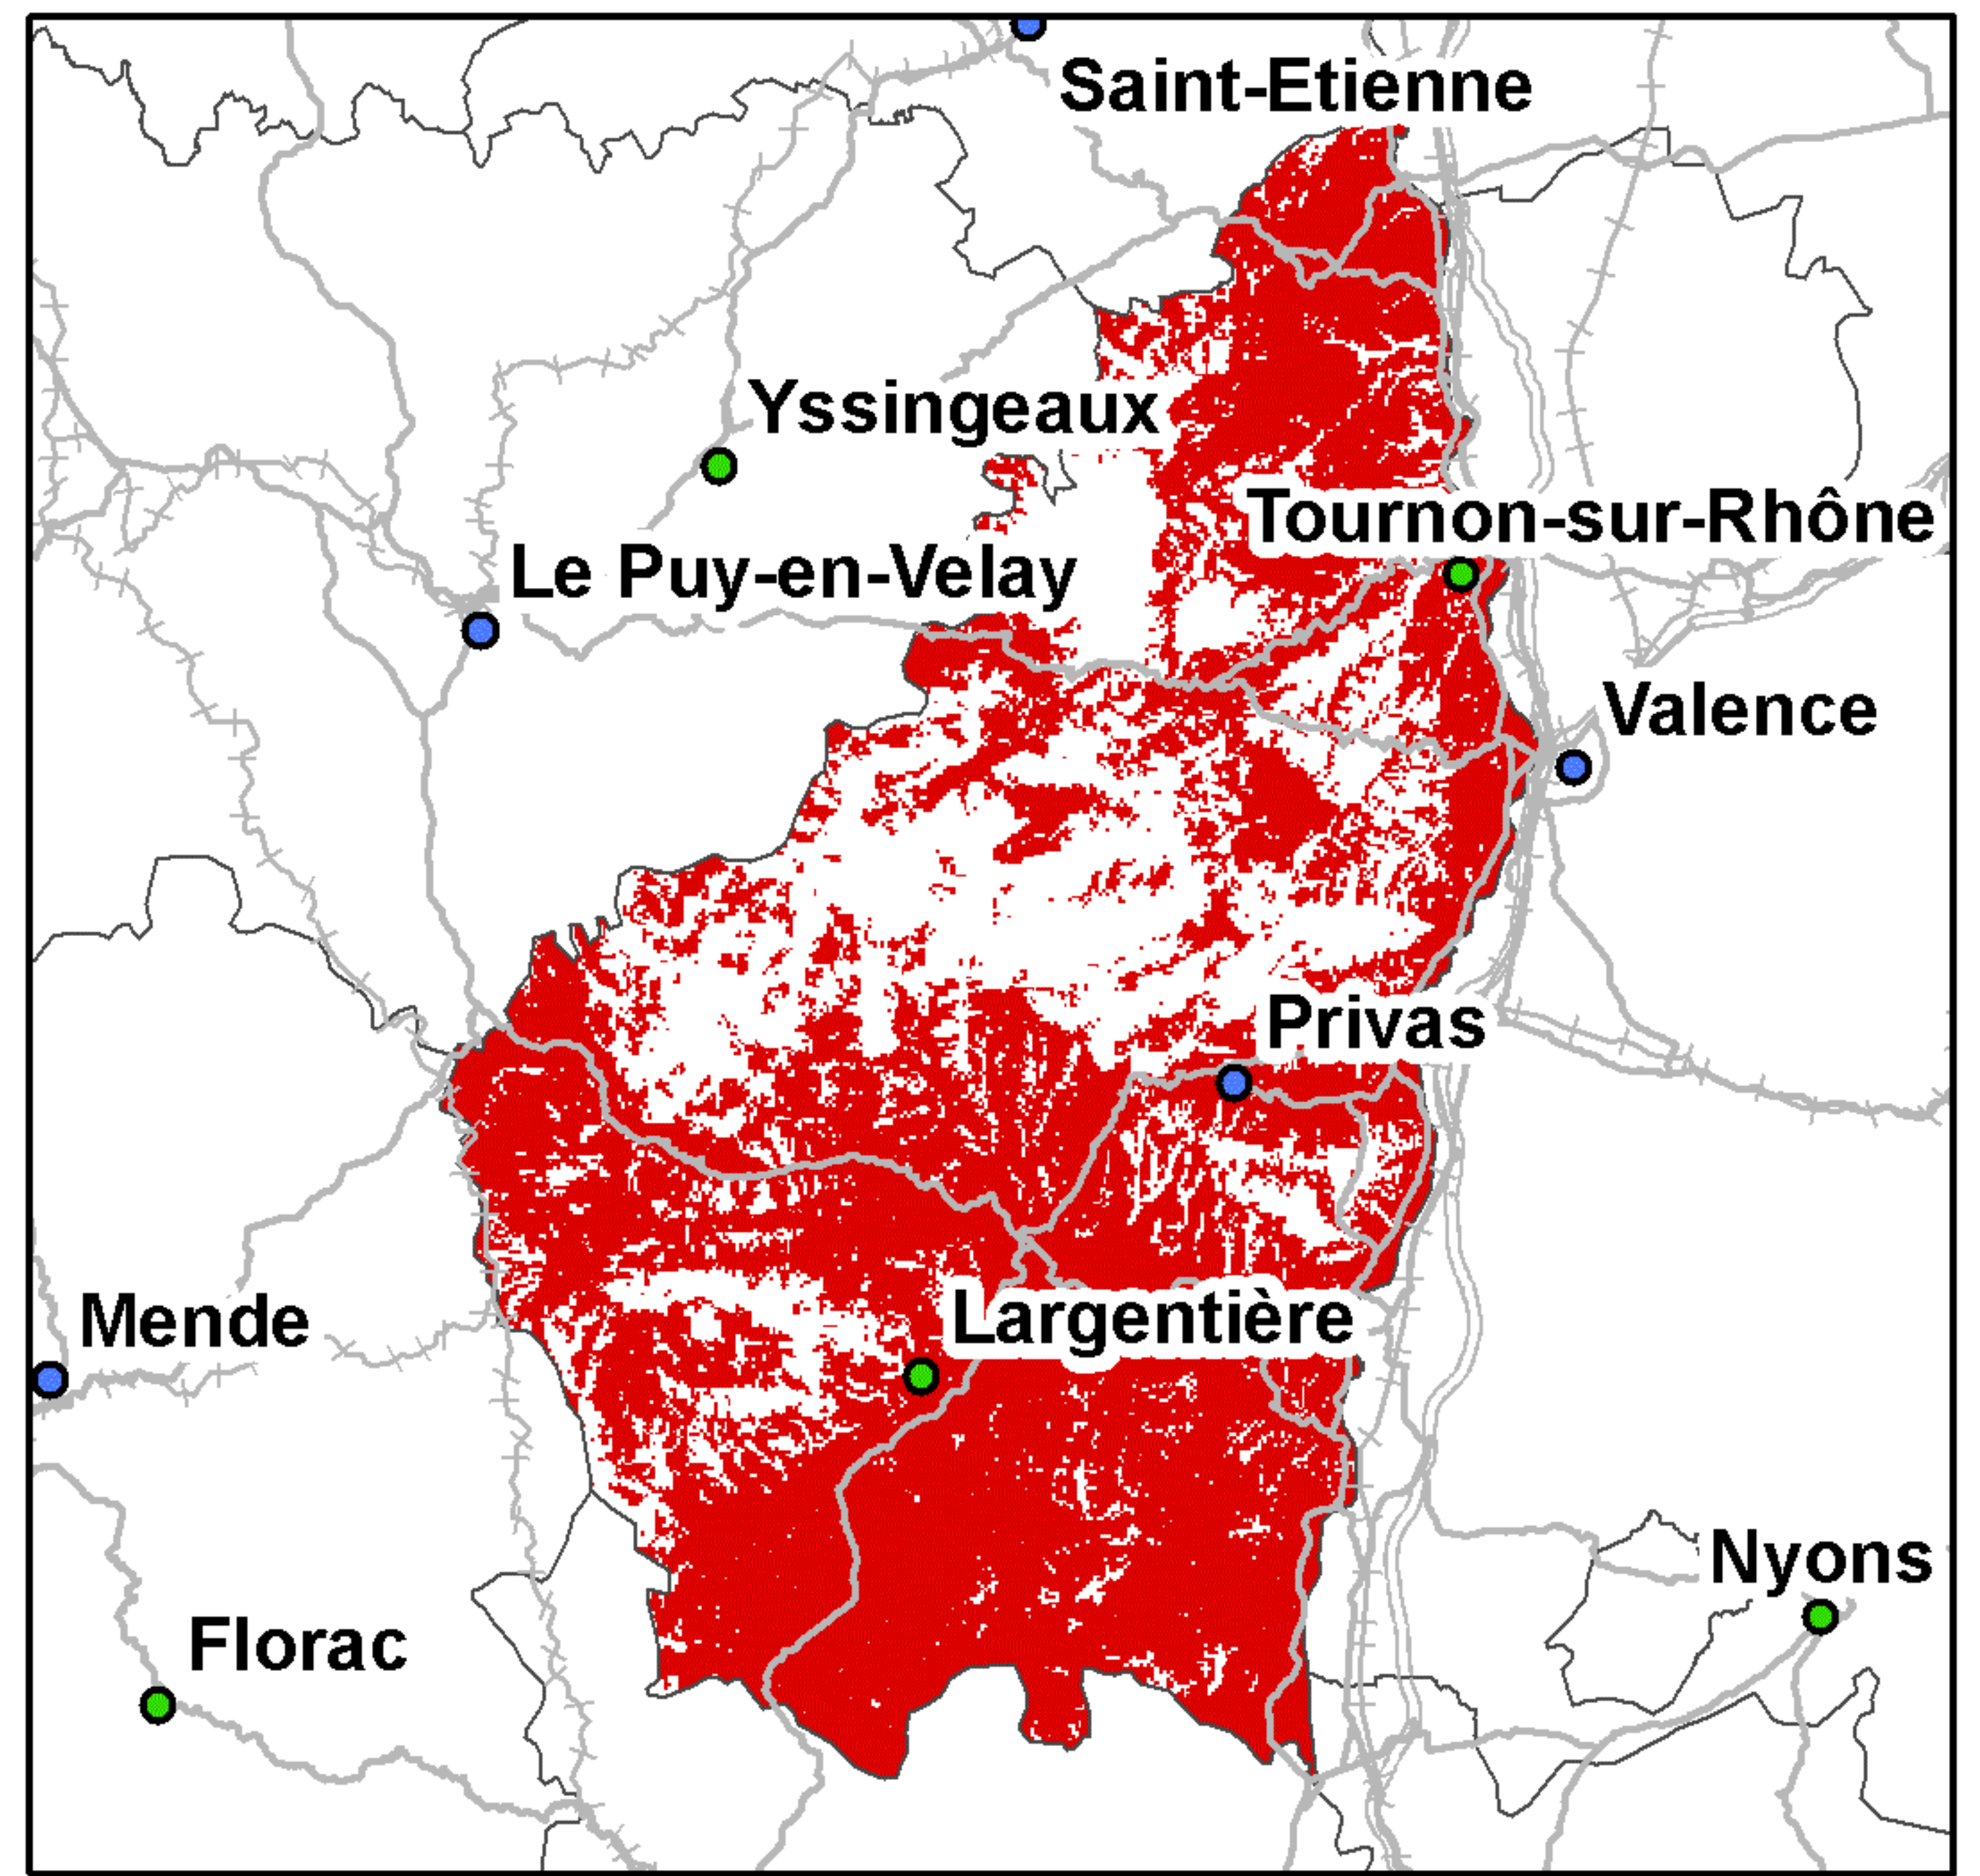 Saint-Etienne
Yssingeaux
Tournon-sur-Rhône
Le Puy-en-Velay
Valence
Privas
Mende
Largentière
Nyons
Florac